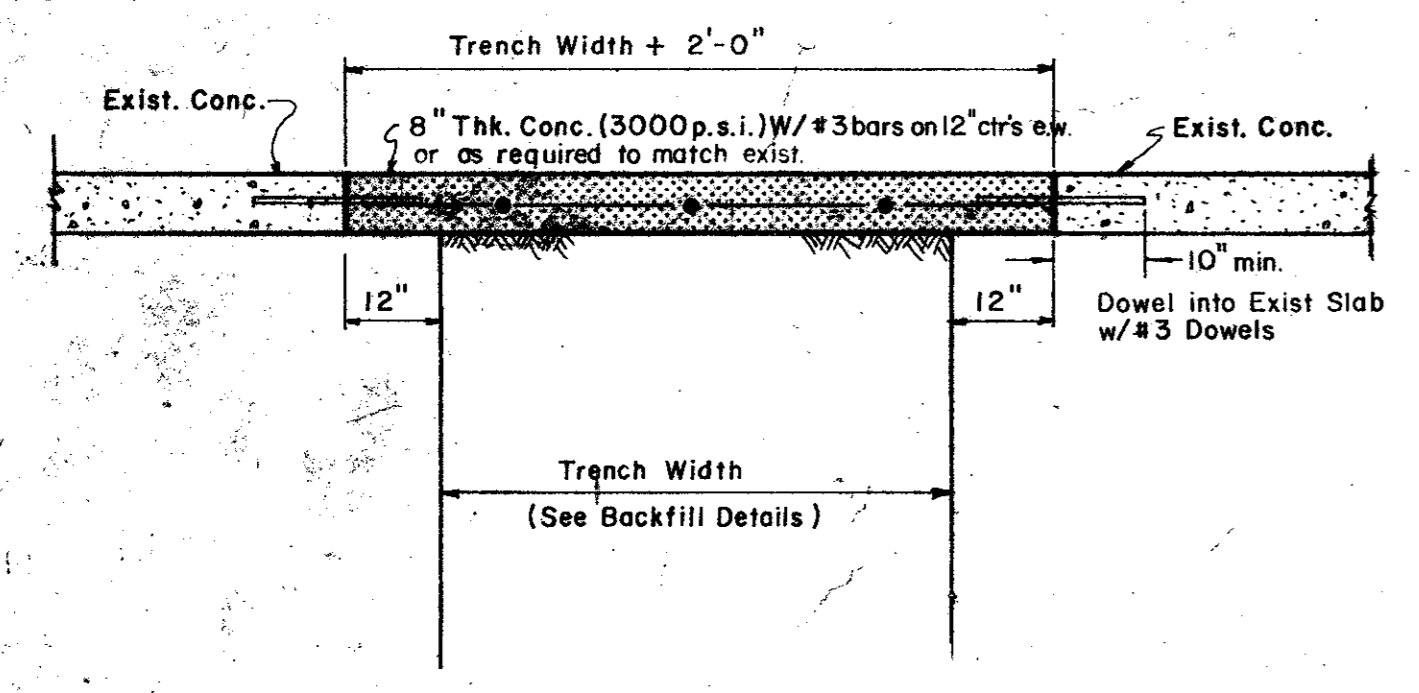 Trench Width + 2'-0"
Exist. Conc.
8" Thk. Conc. (3000 p.s.i.) W/ #3 bars on 12" ctr's e.w.
or as required to match exist.
Exist. Conc.
10" min.
12"
12"
Dowel into Exist Slab
w/ #3 Dowels
Trench Width
(See Backfill Details)